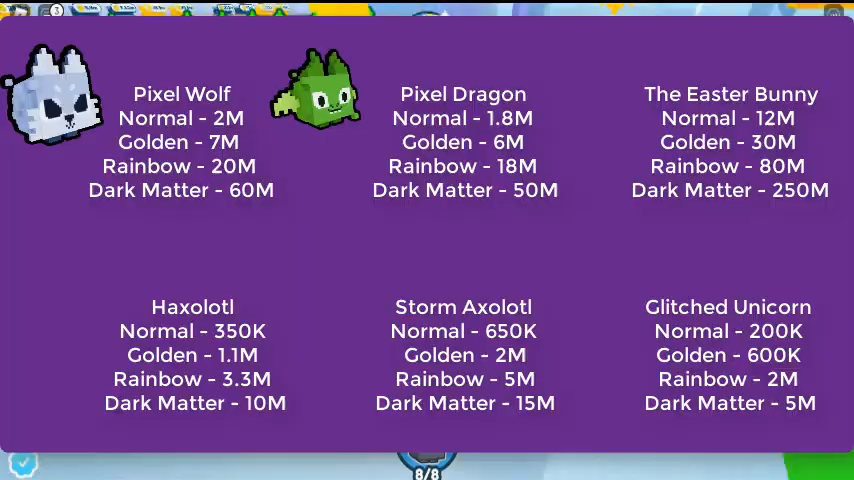 3
Pixel Wolf
Normal - 2M
Golden - 7M
Rainbow - 20M
Dark Matter - 60M
Pixel Dragon
Normal - 1.8M
Golden - 6M
Rainbow - 18M
Dark Matter - 50M
The Easter Bunny
Normal - 12M
Golden - 30M
Rainbow - 80M
Dark Matter - 250M
Haxolotl
Normal - 350K
Golden - 1.1M
Rainbow - 3.3M
Dark Matter - 10M
Storm Axolotl
Normal - 650K
Golden - 2M
Rainbow - 5M
Dark Matter - 15M
Glitched Unicorn
Normal - 200K
Golden - 600K
Rainbow - 2M
Dark Matter - 5M
8/8